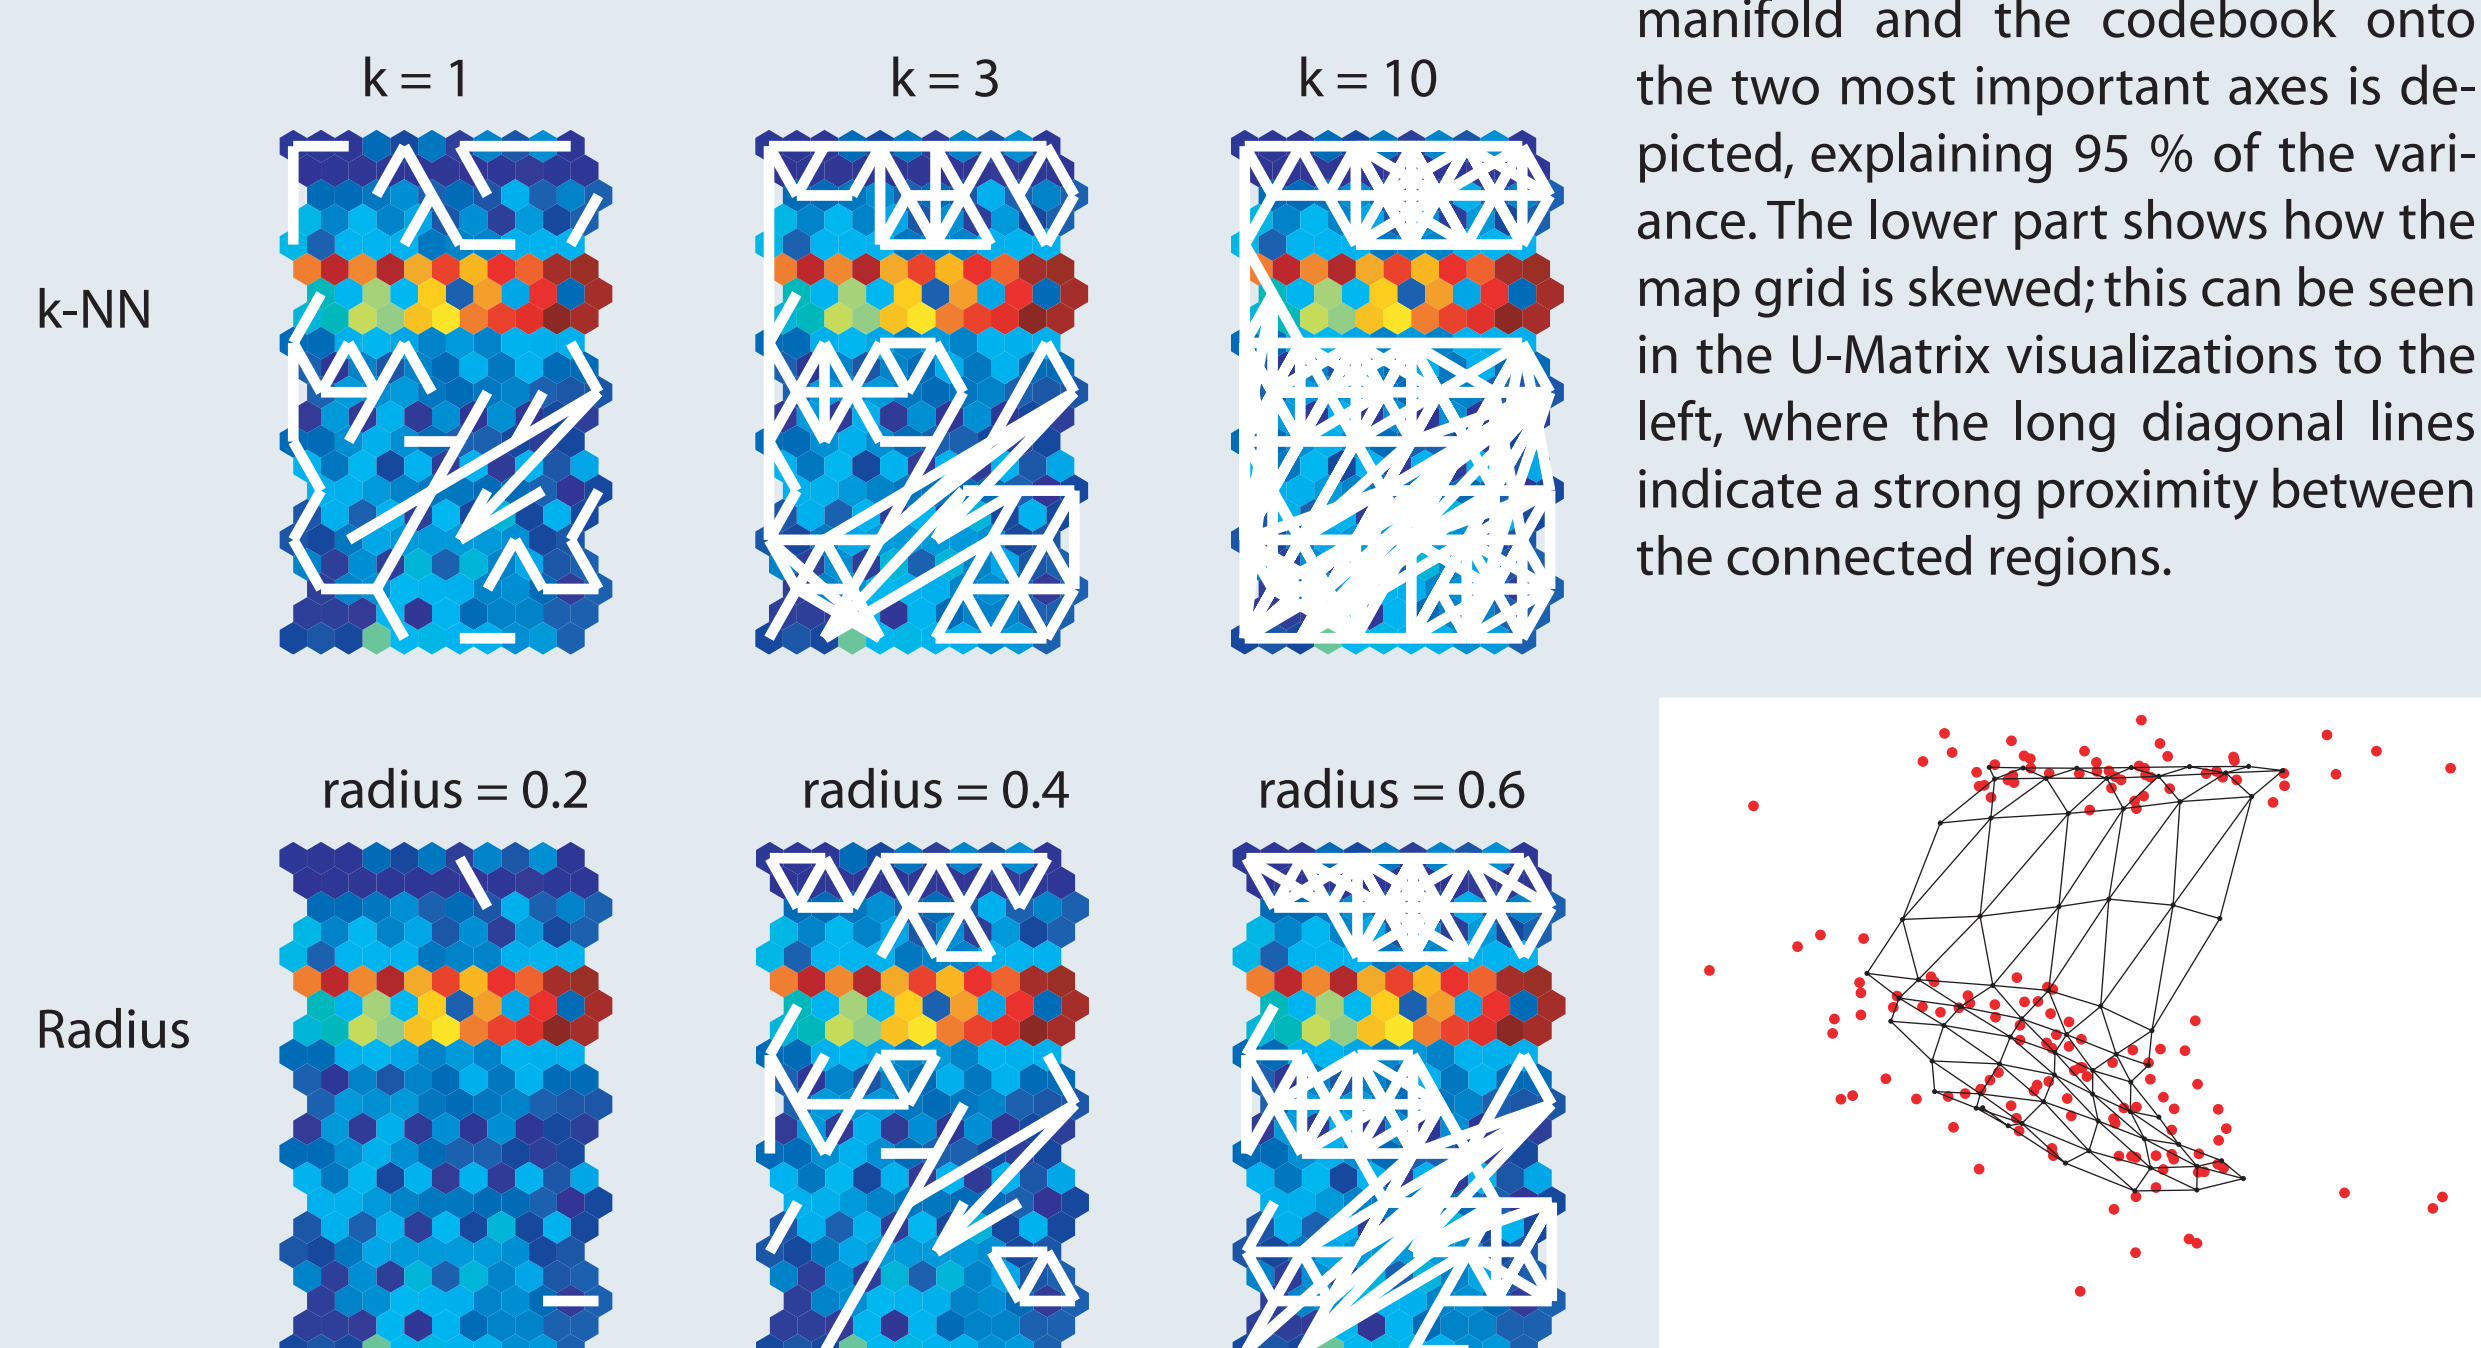 k = 1
k = 3
k = 10
k-NN
radius = 0.2
radius = 0.4
radius = 0.6
Radius
manifold and the codebook onto
the two most important axes is de-
picted, explaining 95 % of the vari-
ance. The lower part shows how the
map grid is skewed; this can be seen
in the U-Matrix visualizations to the
left, where the long diagonal lines
indicate a strong proximity between
the connected regions.